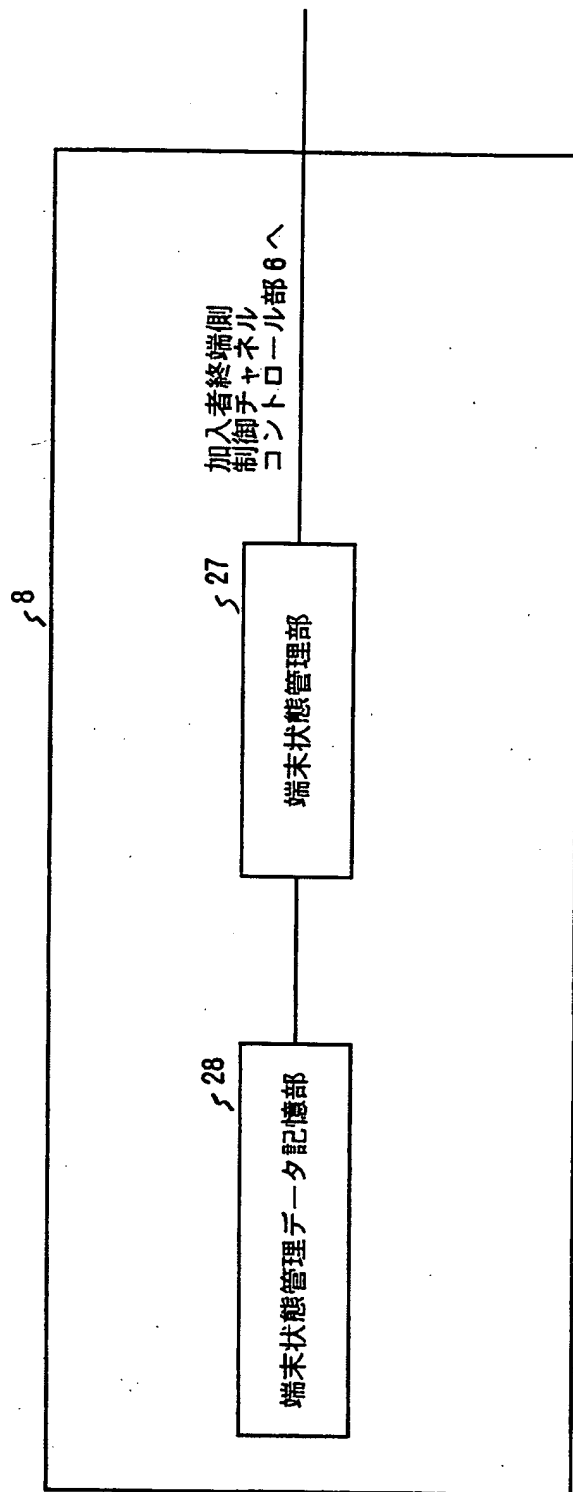 8
28
端末状態管理データ記憶部
27
端末状態管理部
加入者終端側
制御チャネル
コントロール部6へ